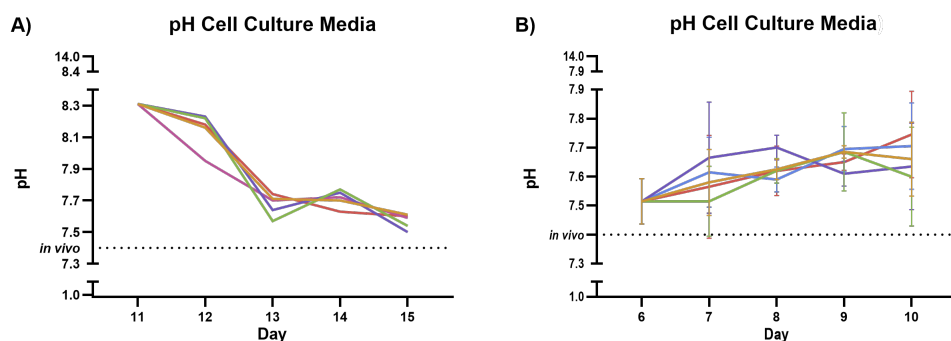 A)
pH Cell Culture Media
14.0
8.4
8.3
8.1
7.9
7.7
7.5
in vivo
7.3
1.0
pH
11 12 13 14 15
Day
B)
pH Cell Culture Media
14.0
7.9
7.9
7.8
7.7
7.6
7.5
in vivo
7.3
1.0
pH
6 7 8 9 10
Day